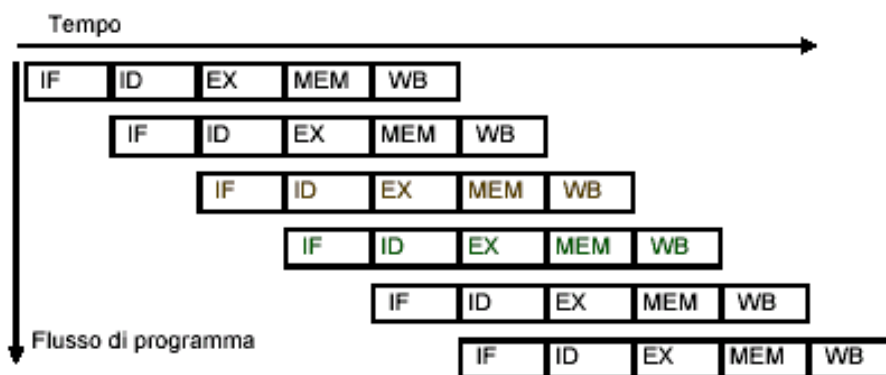 Tempo
IF ID EX MEM WB
IF ID EX MEM WB
IF ID EX MEM WB
IF ID EX MEM WB
IF ID EX MEM WB
Flusso di programma
IF ID EX MEM WB